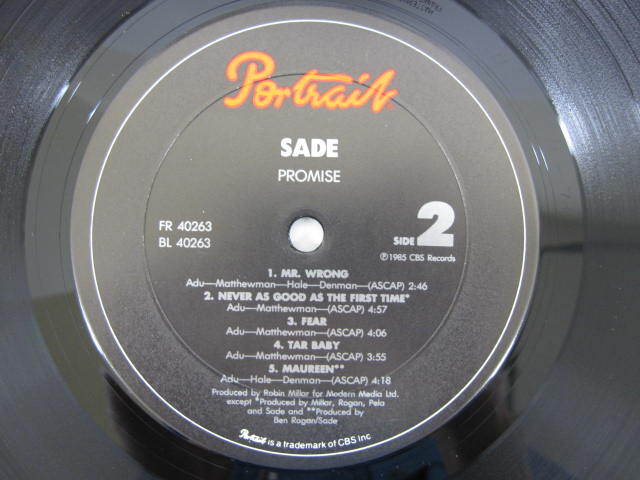 Portrait
SADE
PROMISE
FR 40263
BL 40263
SIDE 2
℗1985 CBS Records
1. MR. WRONG
Adu—Matthewman—Hale—Denman—(ASCAP) 2:46
2. NEVER AS GOOD AS THE FIRST TIME*
Adu—Matthewman—(ASCAP) 4:57
3. FEAR
Adu—Matthewman—(ASCAP) 4:06
4. TAR BABY
Adu—Matthewman—(ASCAP) 3:55
5. MAUREEN**
Adu—Hale—Denman—(ASCAP) 4:18
Produced by Robin Millar for Modern Media Ltd.
except *Produced by Millar, Rogan, Pela
and Sade and **Produced by
Ben Rogan/Sade
Portrait is a trademark of CBS Inc.